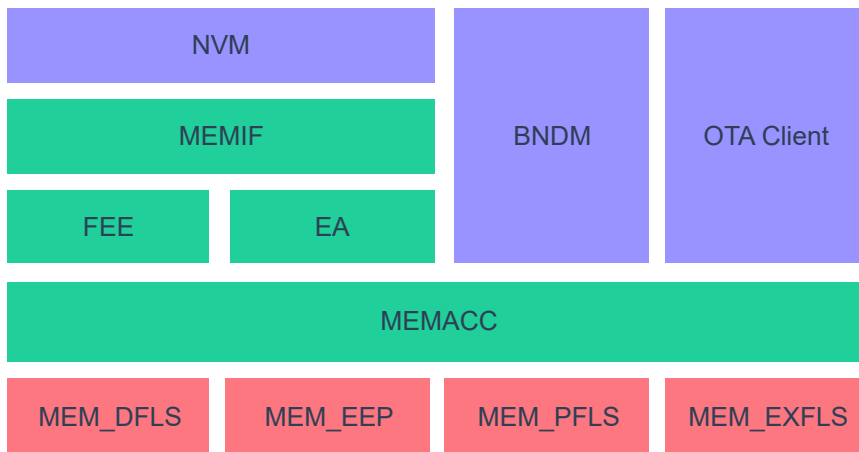 NVM
BNDM
OTA Client
MEMIF
FEE
EA
MEMACC
MEM_DFLS
MEM_EEP
MEM_PFLS
MEM_EXFLS